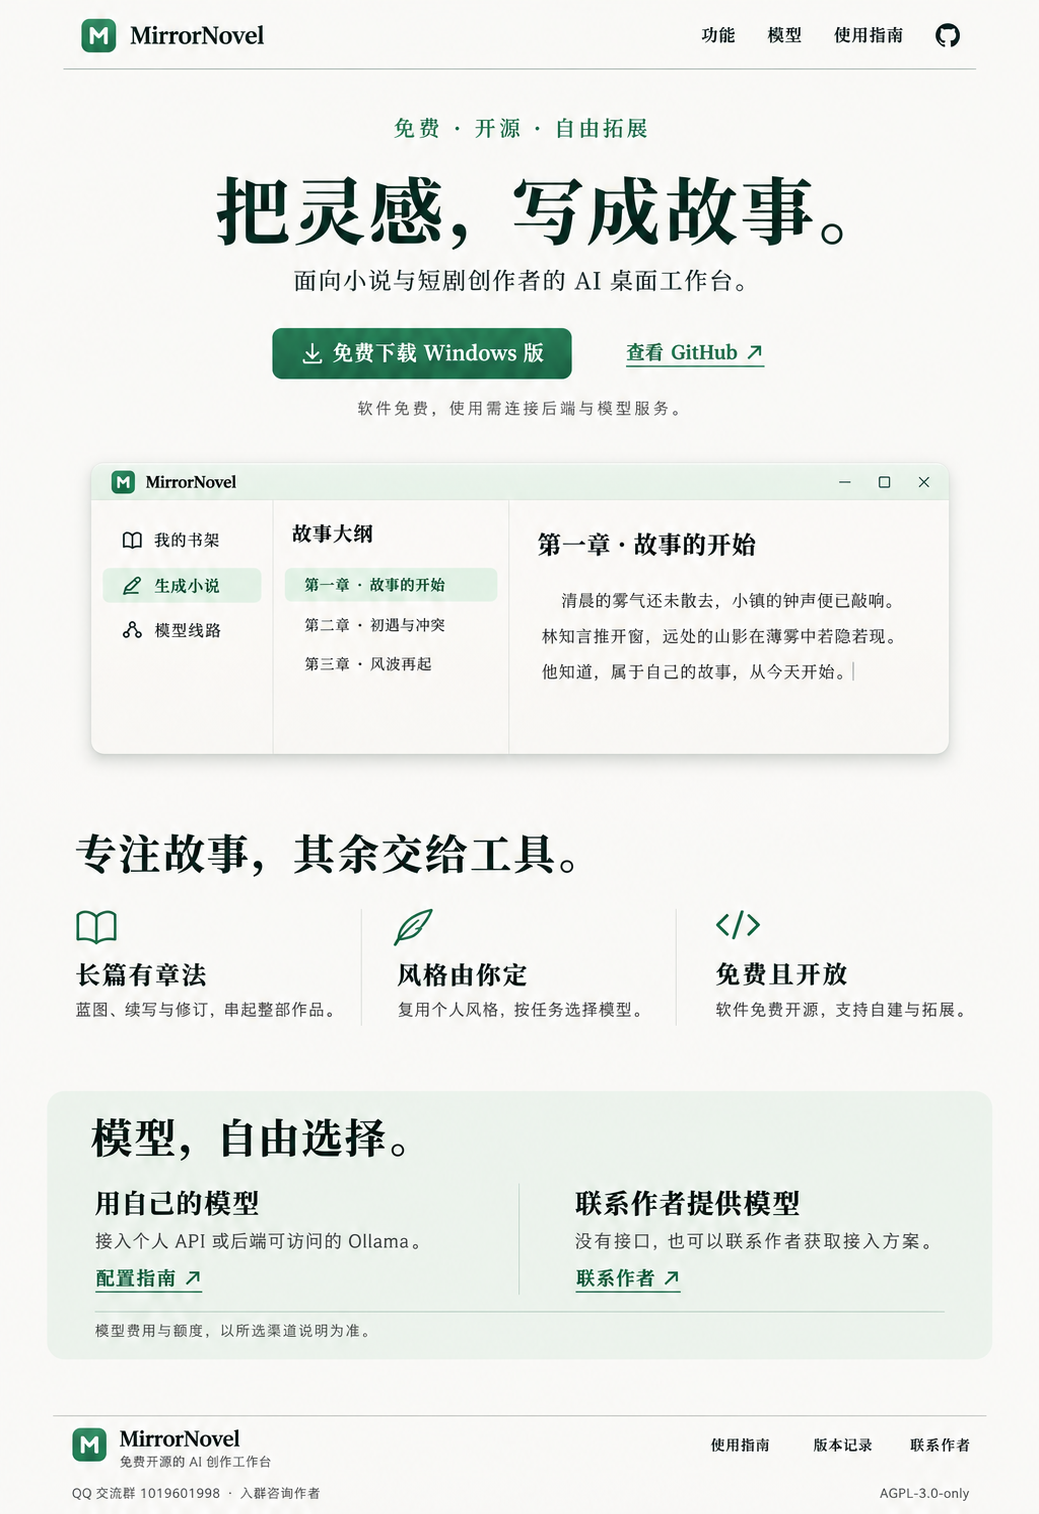 MirrorNovel
功能 模型 使用指南
免费 · 开源 · 自由拓展
把灵感，写成故事。
面向小说与短剧创作者的 AI 桌面工作台。
免费下载 Windows 版 查看 GitHub ↗
软件免费，使用需连接后端与模型服务。
MirrorNovel
我的书架
生成小说
模型线路
故事大纲
第一章 · 故事的开始
第二章 · 初遇与冲突
第三章 · 风波再起
第一章 · 故事的开始
清晨的雾气还未散去，小镇的钟声便已敲响。
林知言推开窗，远处的山影在薄雾中若隐若现。
他知道，属于自己的故事，从今天开始。
专注故事，其余交给工具。
长篇有章法
蓝图、续写与修订，串起整部作品。
风格由你定
复用个人风格，按任务选择模型。
免费且开放
软件免费开源，支持自建与拓展。
模型，自由选择。
用自己的模型
接入个人 API 或后端可访问的 Ollama。
配置指南 ↗
联系作者提供模型
没有接口，也可以联系作者获取接入方案。
联系作者 ↗
模型费用与额度，以所选渠道说明为准。
MirrorNovel
免费开源的 AI 创作工作台
使用指南 版本记录 联系作者
QQ 交流群 1019601998 · 入群咨询作者
AGPL-3.0-only